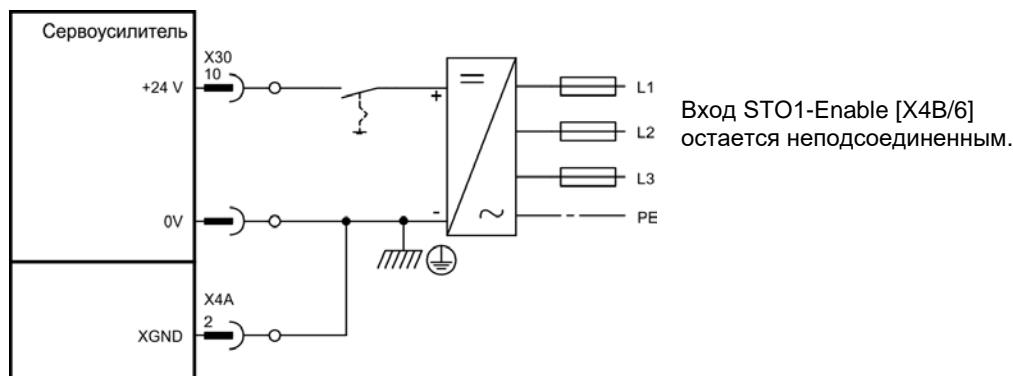 Сервоусилитель
X30
10
+24 V
+
L1
L2
L3
PE
0V
-
X4A
2
XGND
Вход STO1-Enable [X4B/6]
остается неподсоединенным.